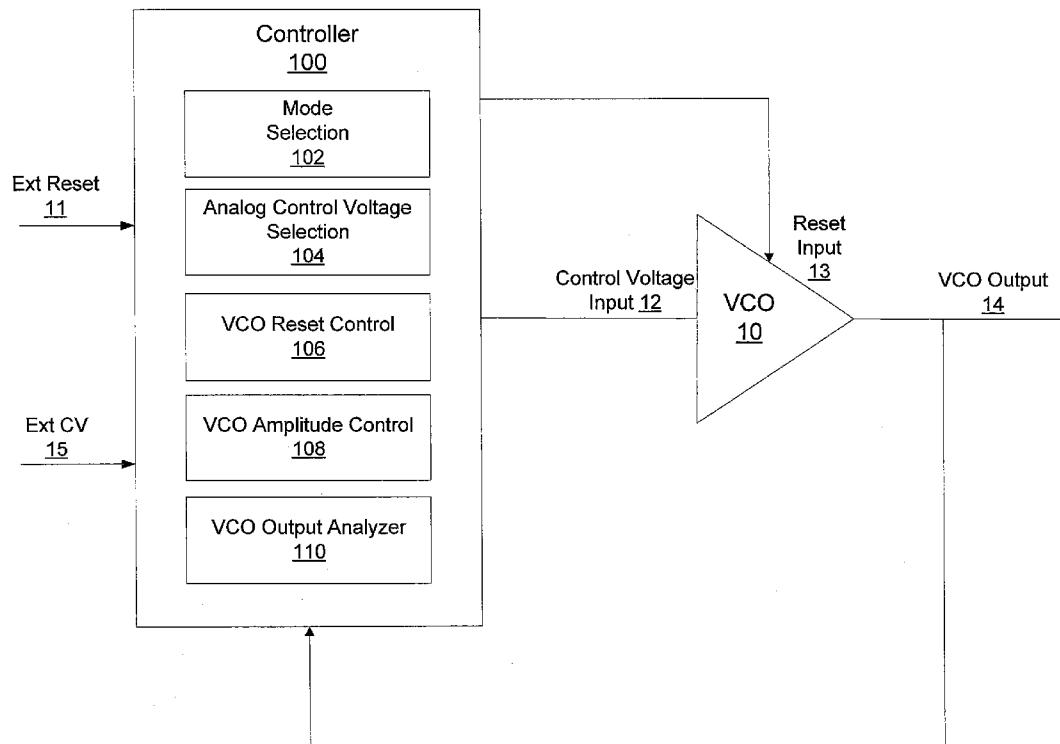 Controller
100
Mode
Selection
102
Ext Reset
11
Analog Control Voltage
Selection
104
Reset
Input
13
Control Voltage
Input 12
VCO
10
VCO Output
14
VCO Reset Control
106
Ext CV
15
VCO Amplitude Control
108
VCO Output Analyzer
110